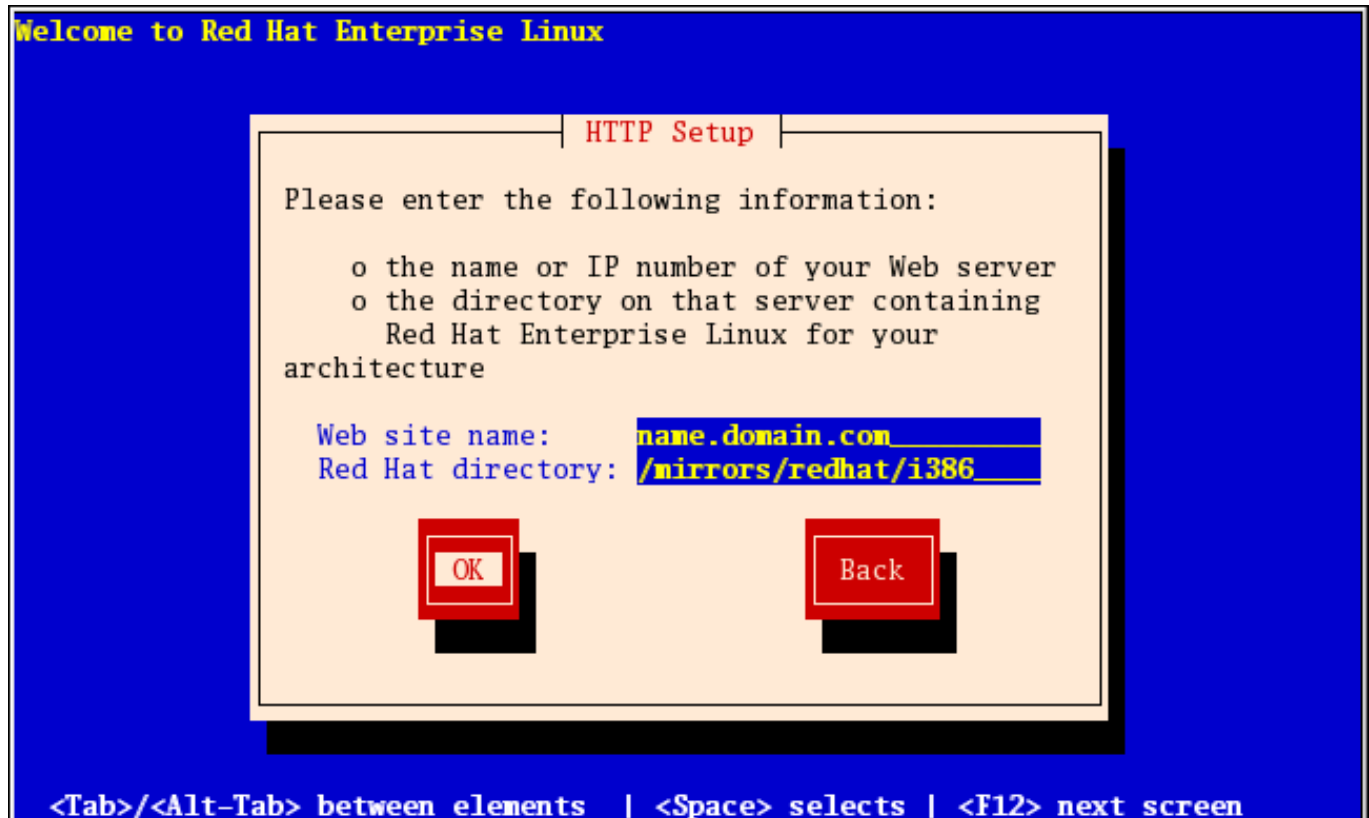 Welcome to Red Hat Enterprise Linux
HTTP Setup
Please enter the following information:
o the name or IP number of your Web server
o the directory on that server containing
Red Hat Enterprise Linux for your
architecture
Web site name: name.domain.com_________
Red Hat directory: /mirrors/redhat/i386____
OK Back
<Tab>/<Alt-Tab> between elements | <Space> selects | <F12> next screen